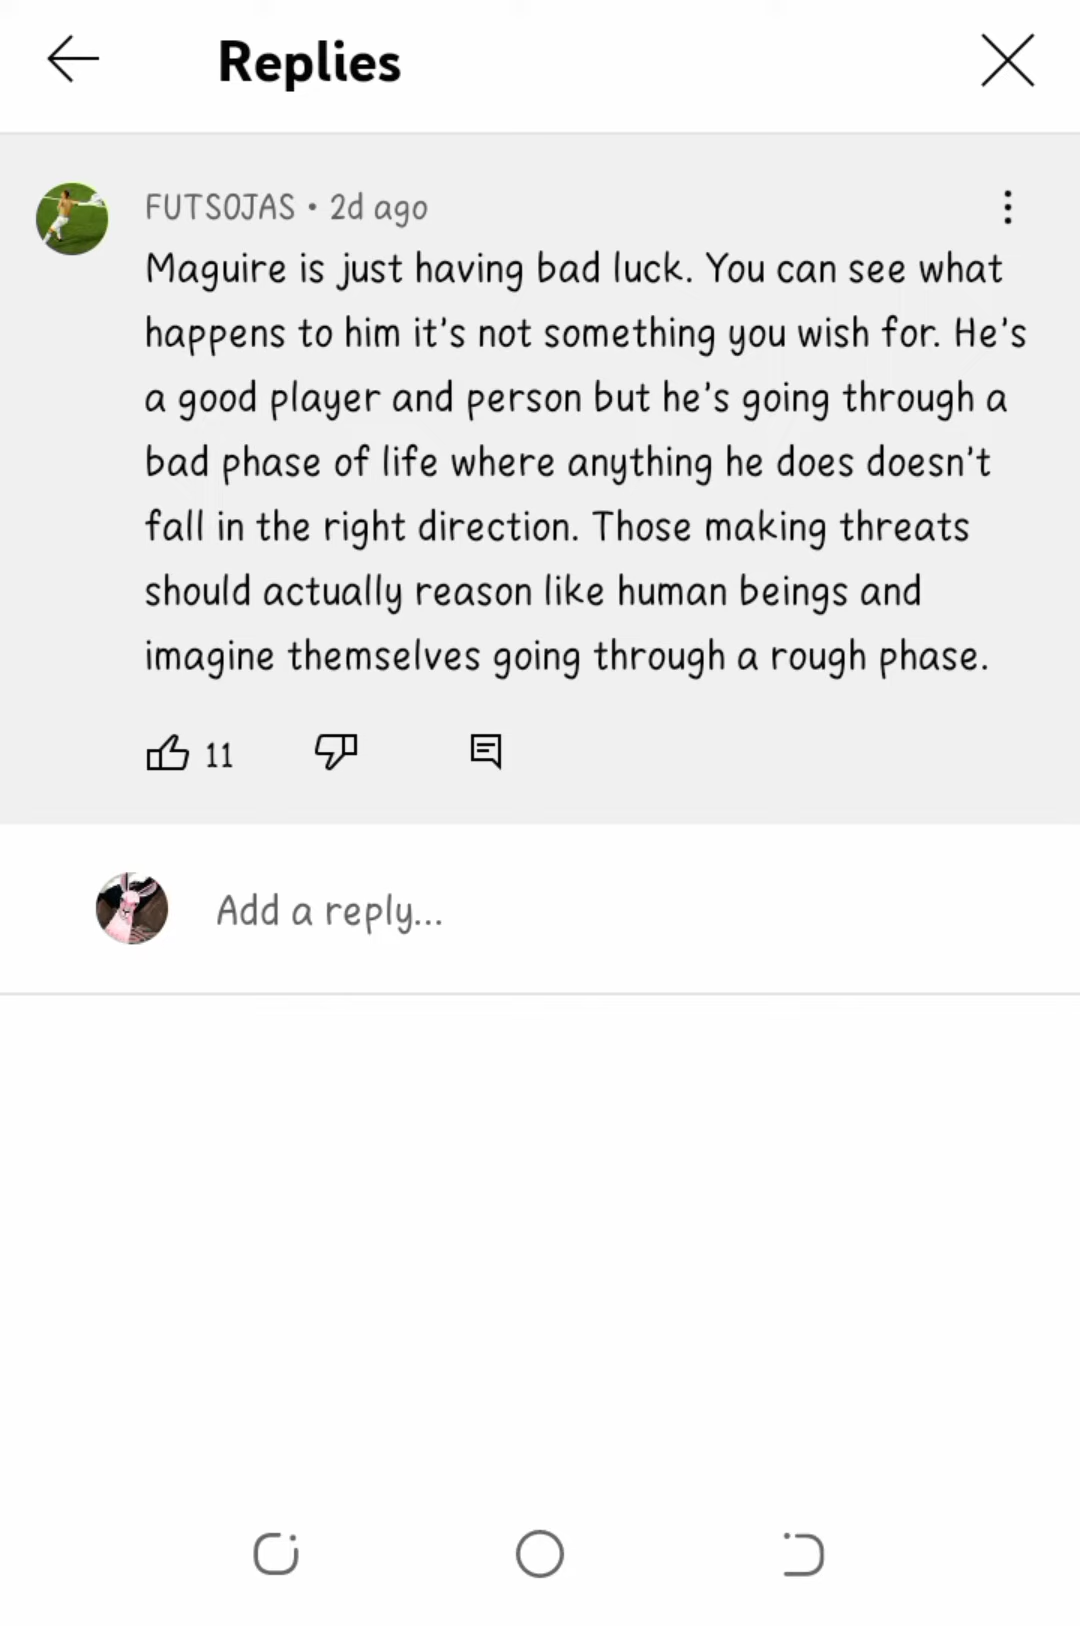 Replies
FUTSOJAS • 2d ago
Maguire is just having bad luck. You can see what
happens to him it's not something you wish for. He's
a good player and person but he's going through a
bad phase of life where anything he does doesn't
fall in the right direction. Those making threats
should actually reason like human beings and
imagine themselves going through a rough phase.
11
Add a reply...